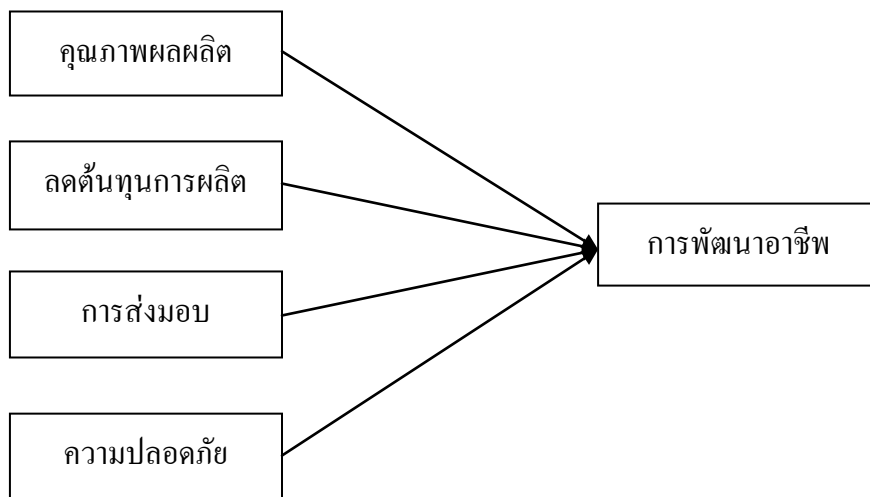 คุณภาพผลผลิต
ลดต้นทุนการผลิต
การส่งมอบ
ความปลอดภัย
การพัฒนาอาชีพ